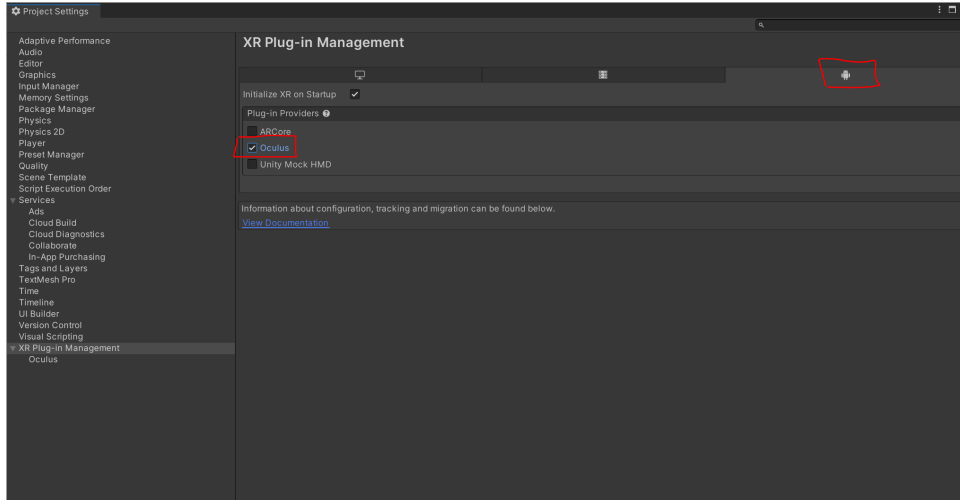 Project Settings
Adaptive Performance
Audio
Editor
Graphics
Input Manager
Memory Settings
Package Manager
Physics
Physics 2D
Player
Preset Manager
Quality
Scene Template
Script Execution Order
Services
Ads
Cloud Build
Cloud Diagnostics
Collaborate
In-App Purchasing
Tags and Layers
TextMesh Pro
Time
Timeline
UI Builder
Version Control
Visual Scripting
XR Plug-in Management
Oculus
XR Plug-in Management
Initialize XR on Startup
Plug-in Providers
ARCore
Oculus
Unity Mock HMD
Information about configuration, tracking and migration can be found below.
View Documentation